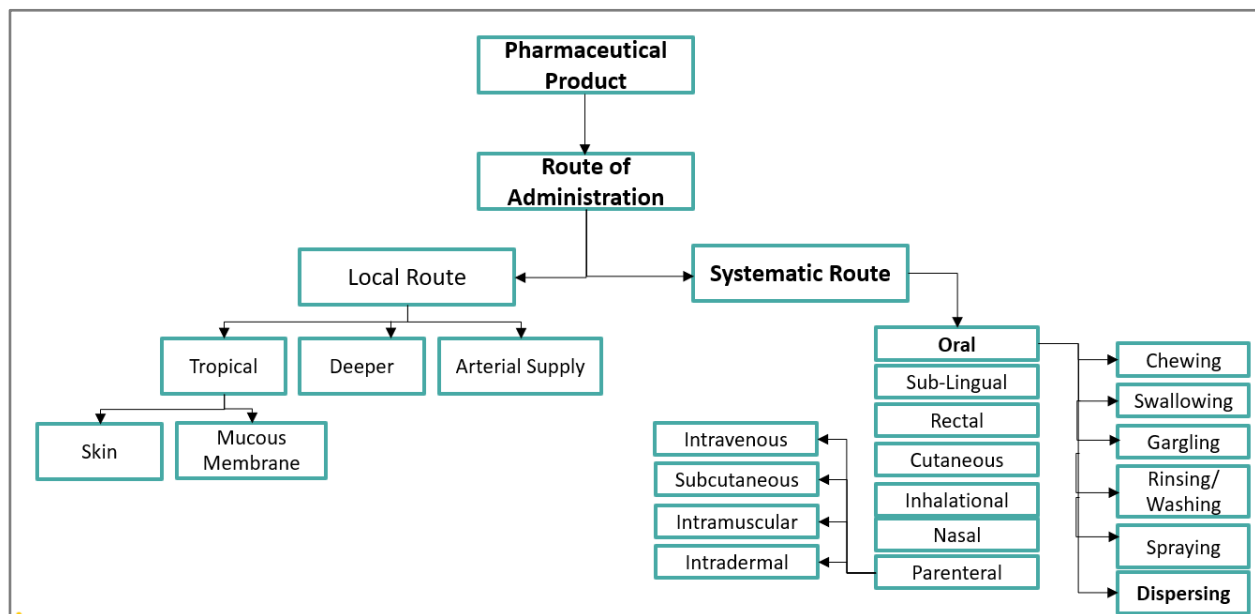 Pharmaceutical
Product
Route of
Administration
Local Route
Systematic Route
Tropical
Deeper
Arterial Supply
Skin
Mucous
Membrane
Oral
Sub-Lingual
Rectal
Cutaneous
Inhalational
Nasal
Parenteral
Intravenous
Subcutaneous
Intramuscular
Intradermal
Chewing
Swallowing
Gargling
Rinsing/
Washing
Spraying
Dispersing